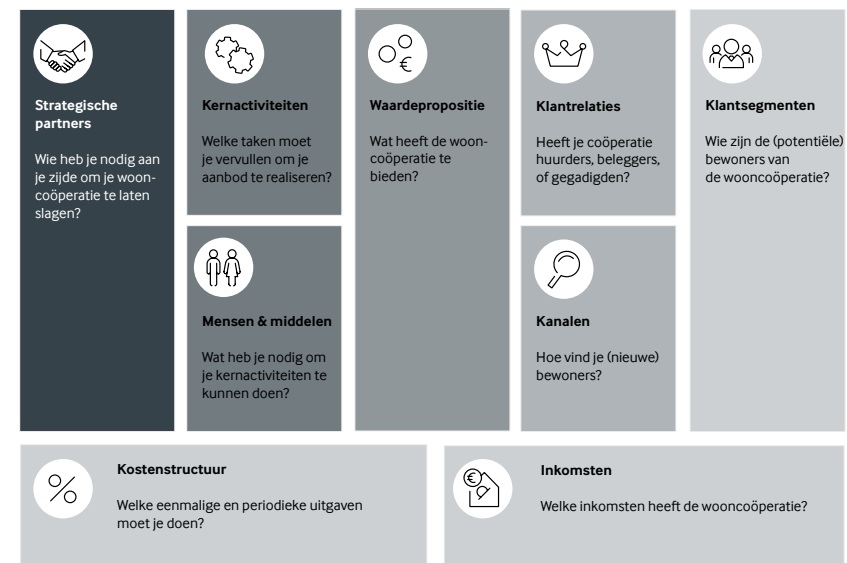 Strategische
partners
Wie heb je nodig aan
je zijde om je woon-
coöperatie te laten
slagen?
Kernactiviteiten
Welke taken moet
je vervullen om je
aanbod te realiseren?
Mensen & middelen
Wat heb je nodig om
je kernactiviteiten te
kunnen doen?
Waardepropositie
Wat heeft de woon-
coöperatie te
bieden?
Klantrelaties
Heeft je coöperatie
huurders, beleggers,
of gegadigden?
Kanalen
Hoe vind je (nieuwe)
bewoners?
Klantsegmenten
Wie zijn de (potentiële)
bewoners van
de wooncoöperatie?
Kostenstructuur
Welke eenmalige en periodieke uitgaven
moet je doen?
Inkomsten
Welke inkomsten heeft de wooncoöperatie?